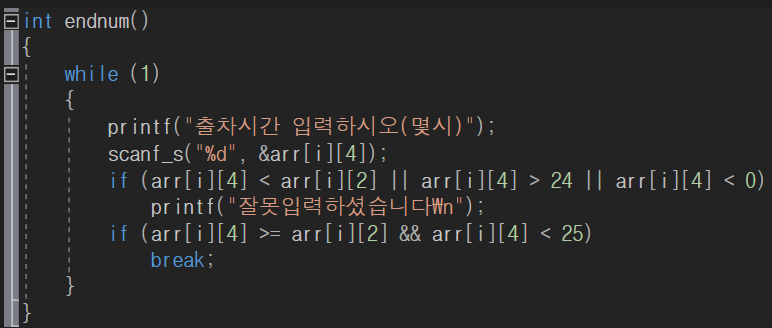 int endnum()
{
while (1)
{
printf("출차시간 입력하시오(몇시)");
scanf_s("%d", &arr[i][4]);
if (arr[i][4] < arr[i][2] || arr[i][4] > 24 || arr[i][4] < 0)
printf("잘못입력하셨습니다₩n");
if (arr[i][4] >= arr[i][2] && arr[i][4] < 25)
break;
}
}